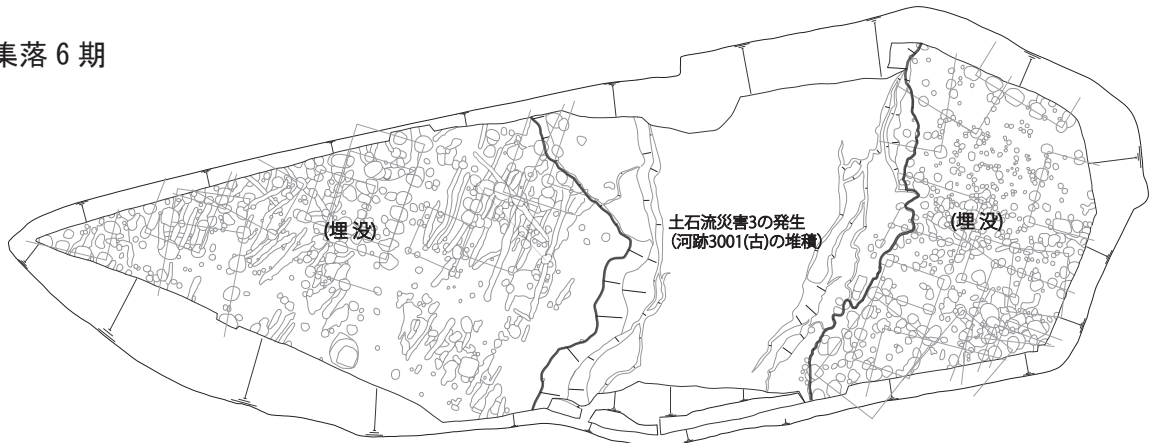 集落６期
(埋 没)
土石流災害3の発生
(河跡3001(古)の堆積)
(埋 没)